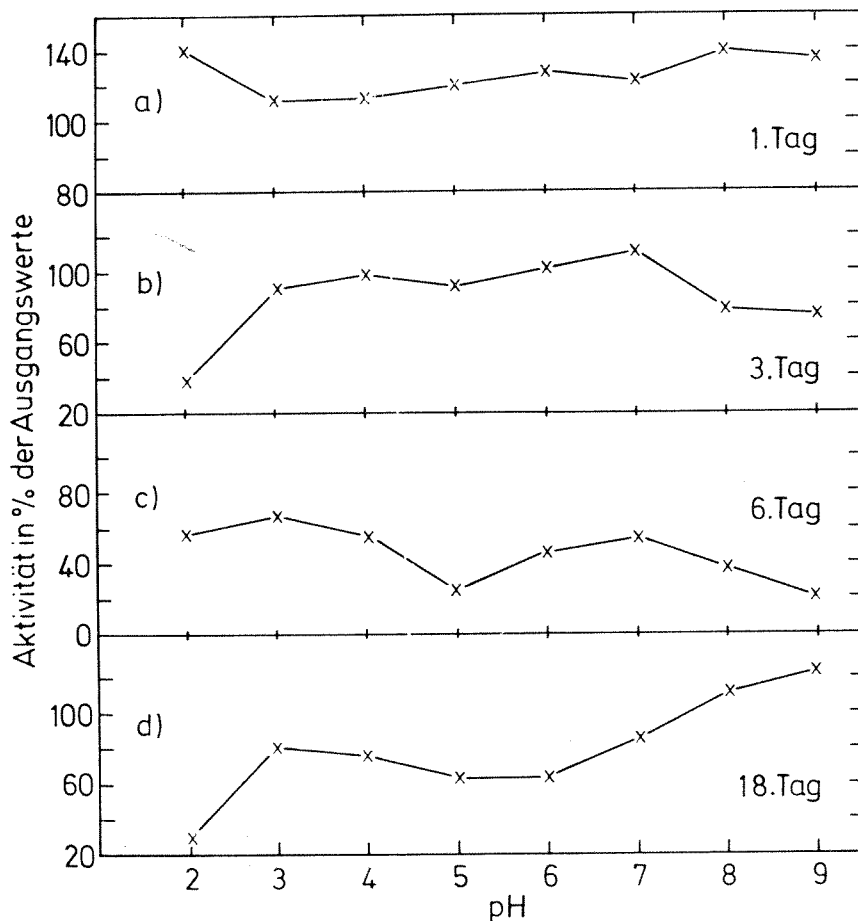 Aktivität in % der Ausgangswerte
140
100
80
a)
1.Tag
100
60
20
b)
3.Tag
80
40
0
c)
6.Tag
100
60
20
d)
18.Tag
2 3 4 5 6 7 8 9
pH